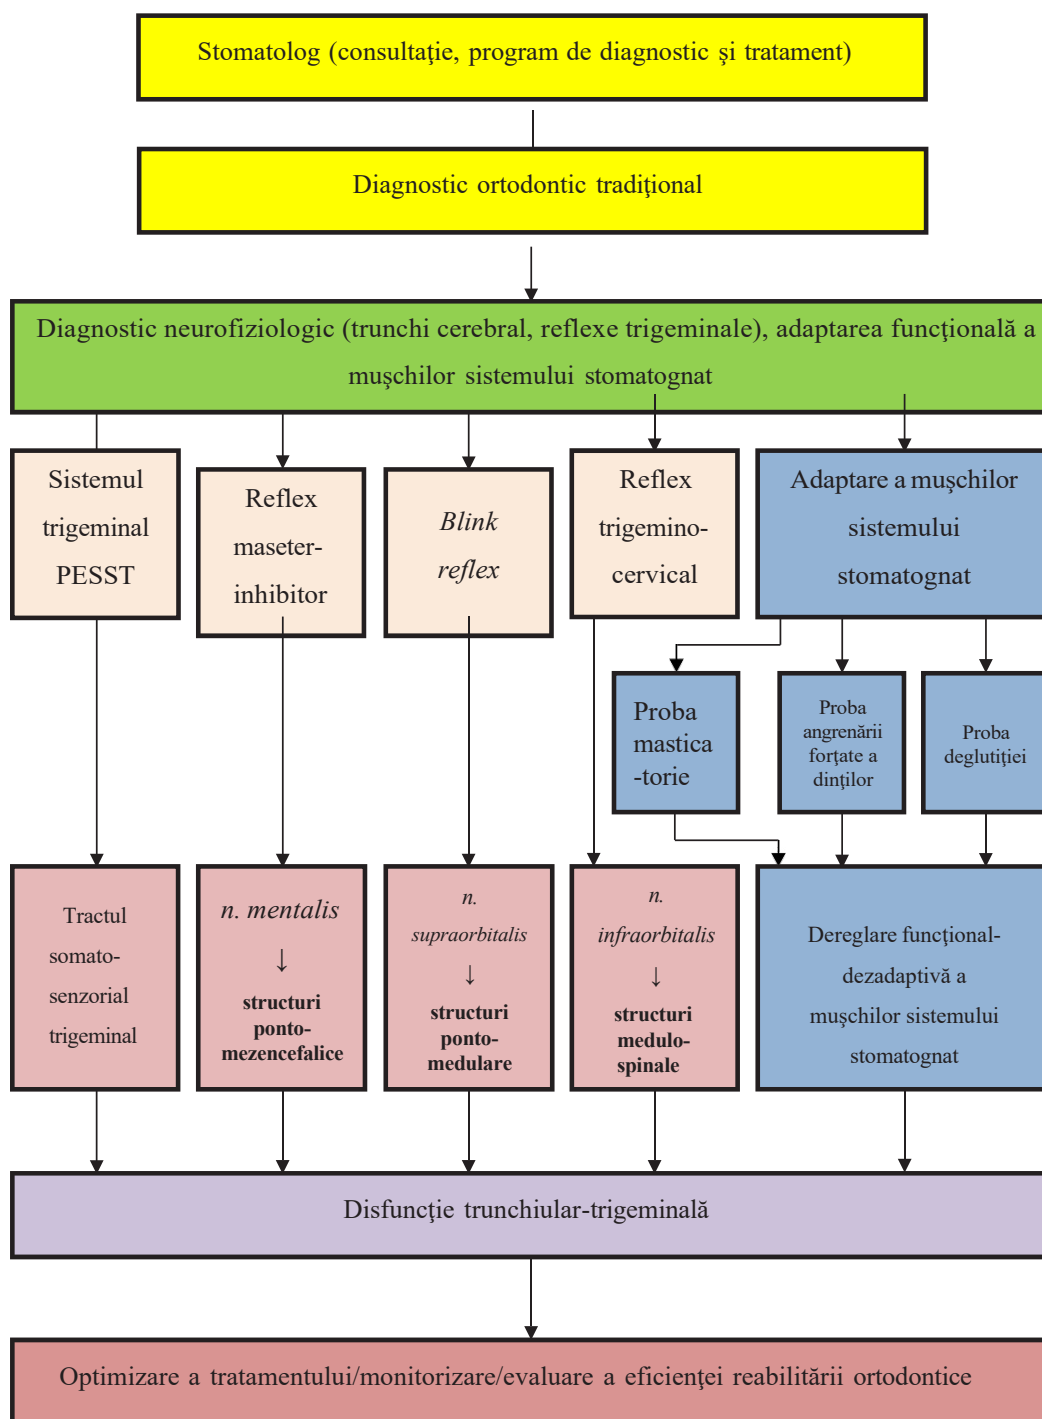 Stomatolog (consultaţie, program de diagnostic şi tratament)
Diagnostic ortodontic tradiţional
Diagnostic neurofiziologic (trunchi cerebral, reflexe trigeminale), adaptarea funcţională a
muşchilor sistemului stomatognat
Sistemul
trigeminal
PESST
Reflex
maseter-
inhibitor
Blink
reflex
Reflex
trigemino-
cervical
Adaptare a muşchilor
sistemului
stomatognat
Proba
mastica
-torie
Proba
angrenării
forţate a
dinţilor
Proba
deglutiţiei
Tractul
somato-
senzorial
trigeminal
n. mentalis
↓
structuri
ponto-
mezencefalice
n.
supraorbitalis
↓
structuri
ponto-
medulare
n.
infraorbitalis
↓
structuri
medulo-
spinale
Dereglare funcţional-
dezadaptivă a
muşchilor sistemului
stomatognat
Disfuncţie trunchiular-trigeminală
Optimizare a tratamentului/monitorizare/evaluare a eficienţei reabilitării ortodontice